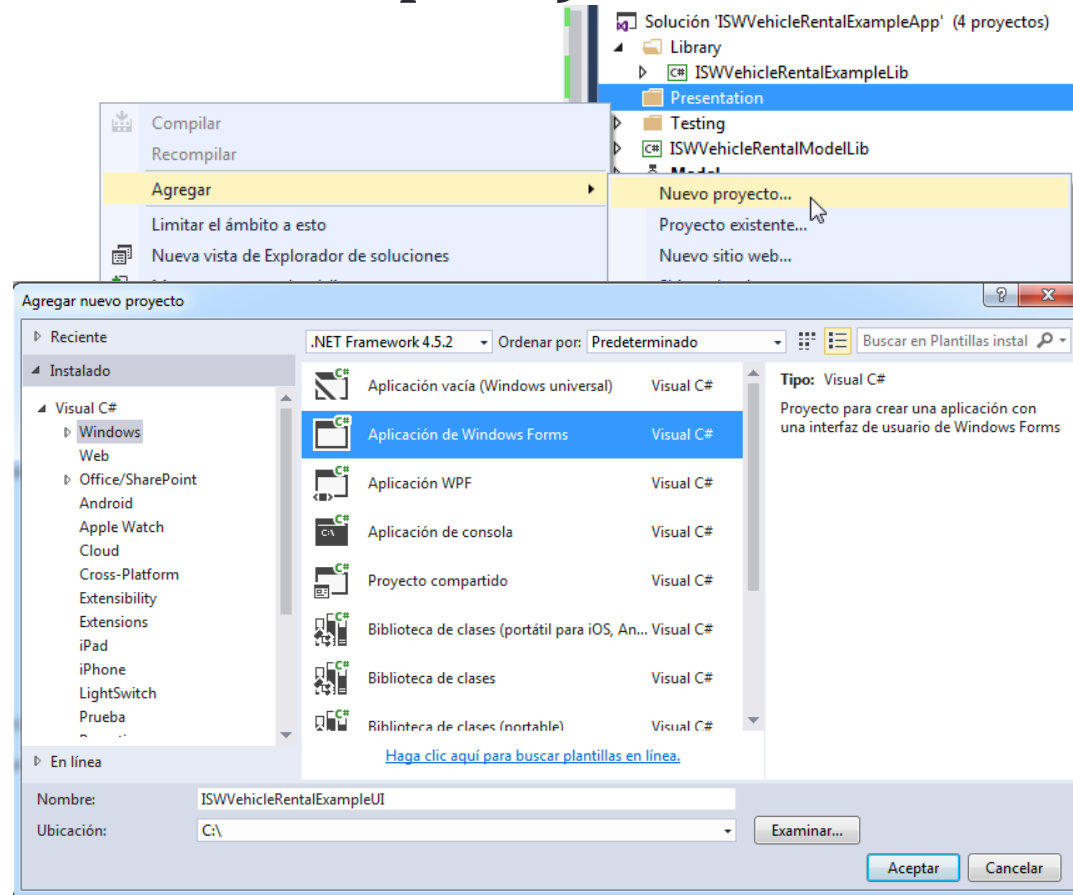 Solución 'ISWVehicleRentalExampleApp' (4 proyectos)
Library
C# ISWVehicleRentalExampleLib
Presentation
Testing
C# ISWVehicleRentalModelLib
Model
Compilar
Recompilar
Agregar
Limitar el ámbito a esto
Nueva vista de Explorador de soluciones
Nuevo proyecto...
Proyecto existente...
Nuevo sitio web...
Agregar nuevo proyecto
Reciente
.NET Framework 4.5.2 Ordenar por: Predeterminado
Buscar en Plantillas instal
Instalado
Visual C#
Windows
Web
Office/SharePoint
Android
Apple Watch
Cloud
Cross-Platform
Extensibility
Extensions
iPad
iPhone
LightSwitch
Prueba
En línea
Aplicación vacía (Windows universal) Visual C#
Aplicación de Windows Forms Visual C#
Aplicación WPF Visual C#
Aplicación de consola Visual C#
Proyecto compartido Visual C#
Biblioteca de clases (portátil para iOS, An... Visual C#
Biblioteca de clases Visual C#
Biblioteca de clases (portable) Visual C#
Haga clic aquí para buscar plantillas en línea.
Tipo: Visual C#
Proyecto para crear una aplicación con
una interfaz de usuario de Windows Forms
Nombre: ISWVehicleRentalExampleUI
Ubicación: C:\
Examinar...
Aceptar Cancelar